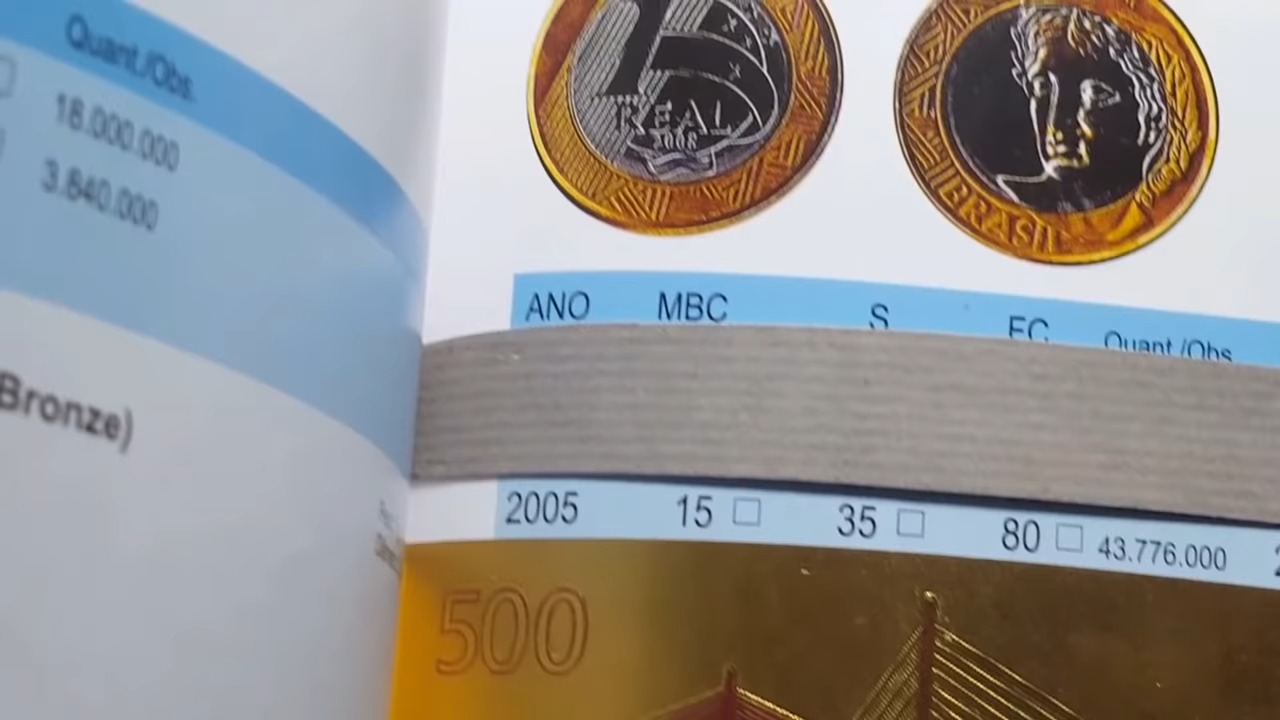 Quant./Obs.
18.000.000
3.840.000
Bronze)
1
REAL
2008
BRASIL
ANO MBC S FC Quant./Obs.
2005 15 35 80 43.776.000
500